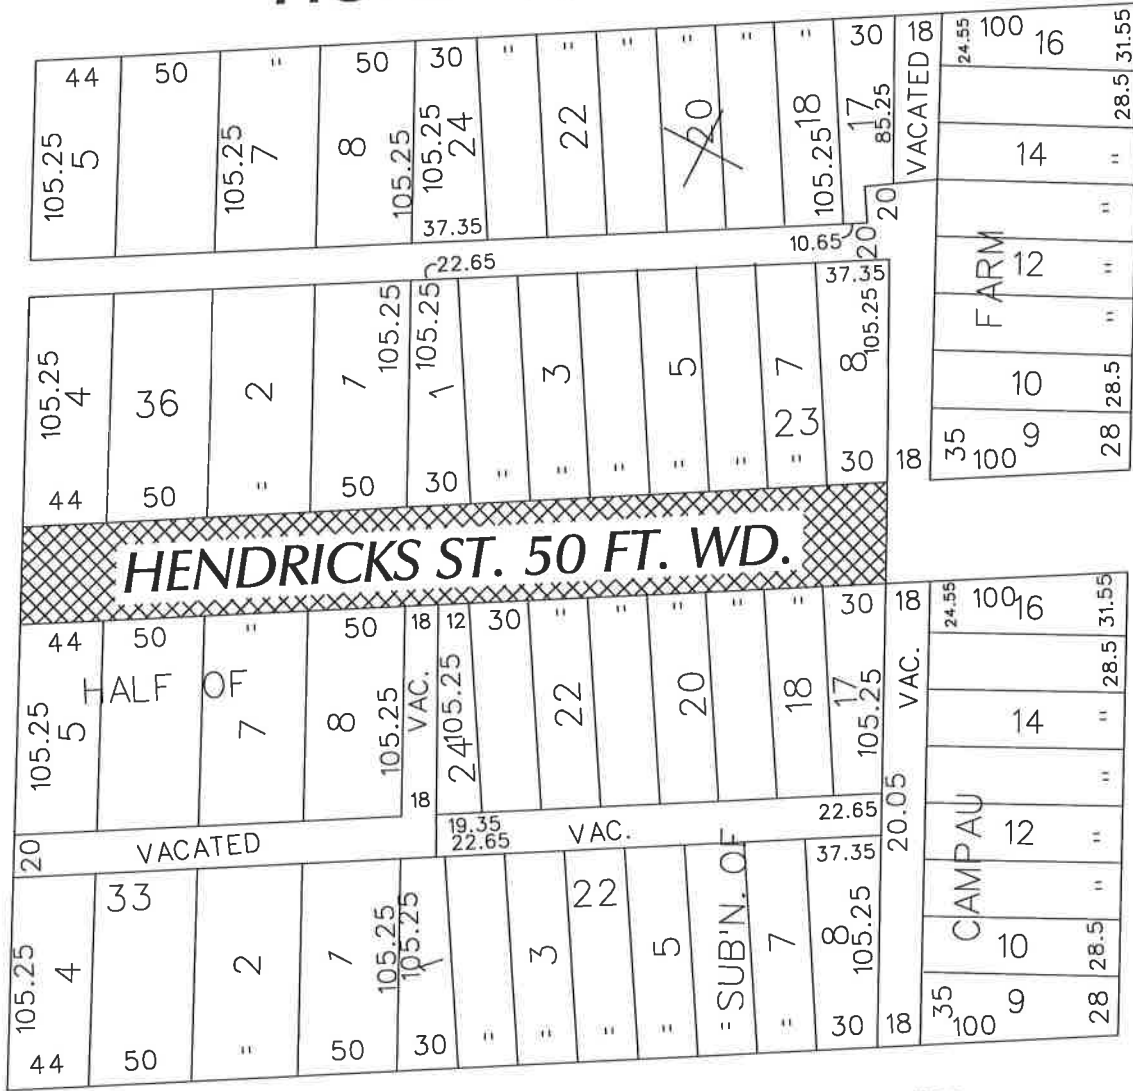 44 50 " 50 30 " " " " " " 30 18
105.25 5 105.25 7 8 105.25 105.25 24 22 20 105.25 18 17 85.25 VACATED
37.35 10.65 20 20
24.55 100 16 31.55
28.5
14 "
"
FARM 12 "
"
10 28.5
35 100 9 28
22.65 37.35
105.25 4 36 2 1 105.25 105.25 1 3 5 7 23 8 105.25
44 50 " 50 30 " " " " " " 30 18
HENDRICKS ST. 50 FT. WD.
44 50 " 50 18 12 30 " " " " " 30 18
HALF OF
105.25 5 7 8 105.25 VAC. 24 105.25 22 20 18 17 105.25 VAC.
18
20 VACATED 19.35 22.65 VAC. 22.65 20.05
24.55 100 16 31.55
28.5
14 "
"
CAMPAU 12 "
"
10 28.5
35 100 9 28
37.35
33 22
105.25 4 2 1 105.25 105.25 1 3 5 SUB'N. OF 7 8 105.25
44 50 " 50 30 " " " " " " 30 18